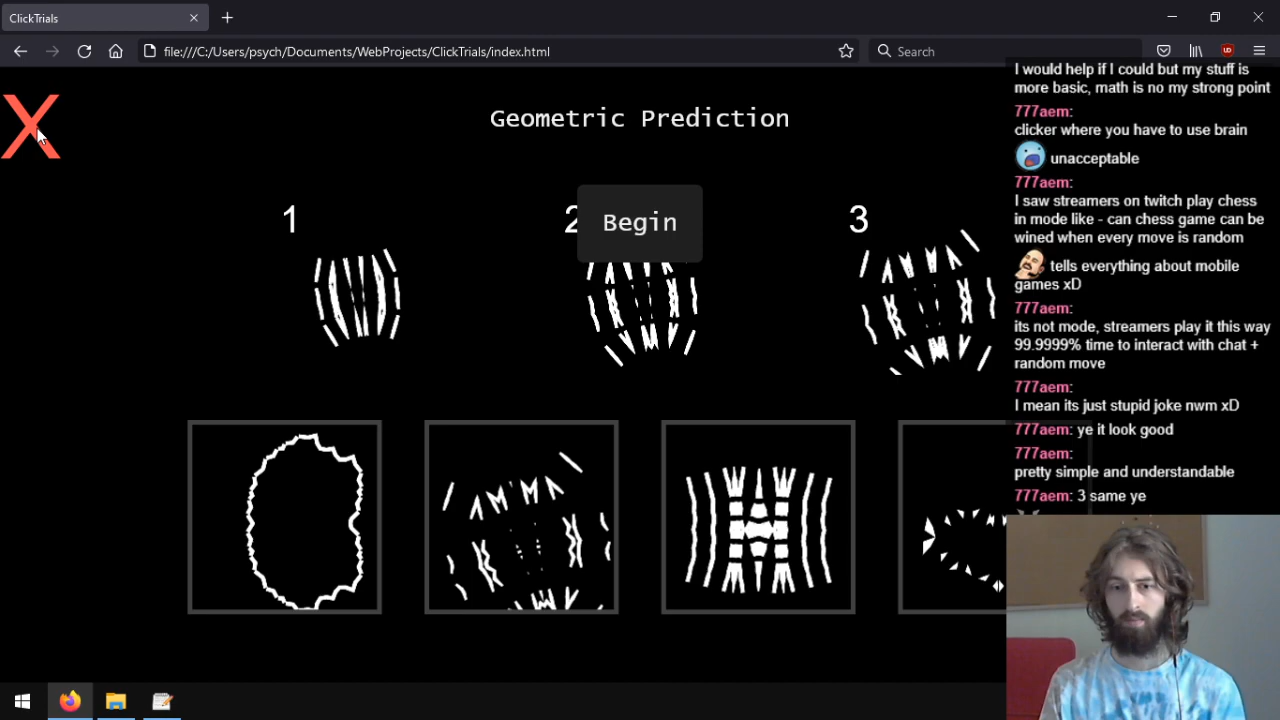 ClickTrials
file:///C:/Users/psych/Documents/WebProjects/ClickTrials/index.html
Search
X
Geometric Prediction
1
2
3
Begin
I would help if I could but my stuff is
more basic, math is no my strong point
777aem:
clicker where you have to use brain
unacceptable
777aem:
I saw streamers on twitch play chess
in mode like - can chess game can be
wined when every move is random
tells everything about mobile
games xD
777aem:
its not mode, streamers play it this way
99.9999% time to interact with chat +
random move
777aem:
I mean its just stupid joke nwm xD
777aem: ye it look good
777aem:
pretty simple and understandable
777aem: 3 same ye